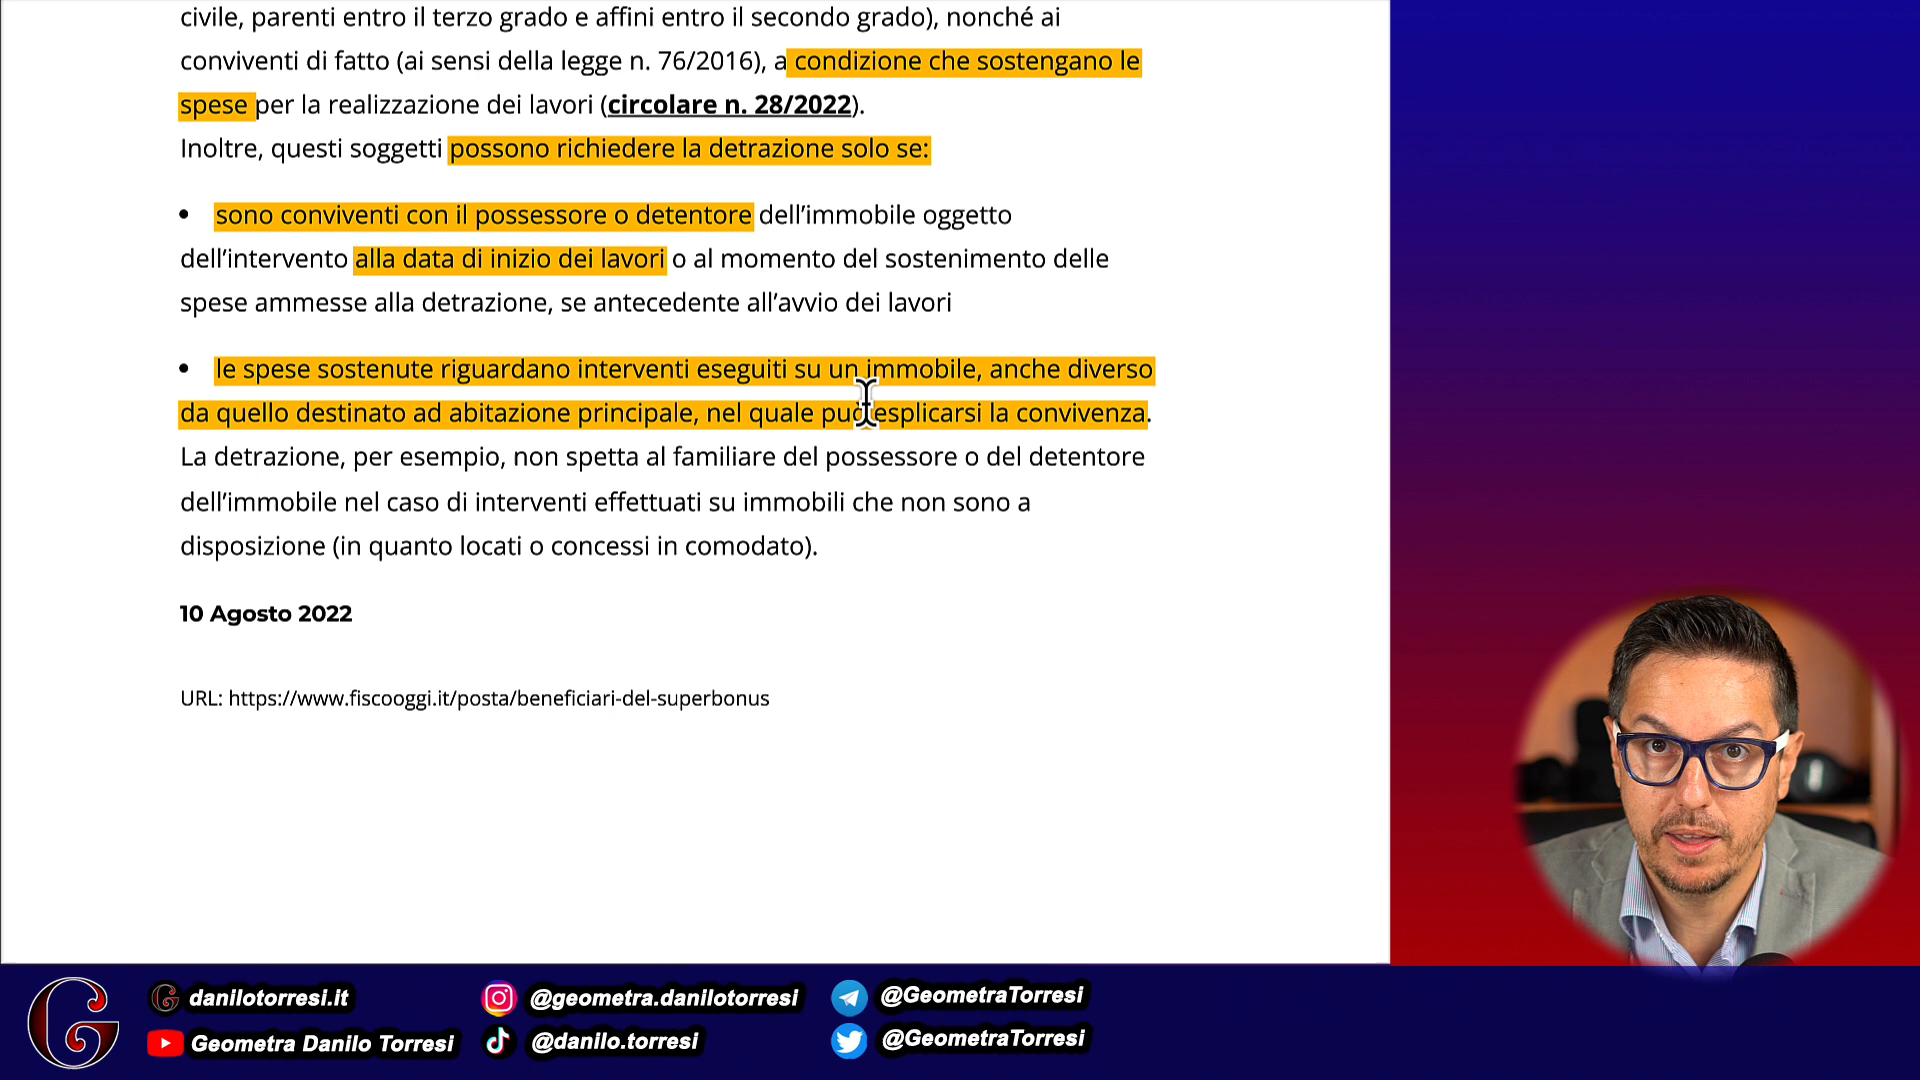 civile, parenti entro il terzo grado e affini entro il secondo grado), nonché ai
conviventi di fatto (ai sensi della legge n. 76/2016), a condizione che sostengano le
spese per la realizzazione dei lavori (circolare n. 28/2022).
Inoltre, questi soggetti possono richiedere la detrazione solo se:
• sono conviventi con il possessore o detentore dell’immobile oggetto
dell’intervento alla data di inizio dei lavori o al momento del sostenimento delle
spese ammesse alla detrazione, se antecedente all’avvio dei lavori
• le spese sostenute riguardano interventi eseguiti su un immobile, anche diverso
da quello destinato ad abitazione principale, nel quale può esplicarsi la convivenza.
La detrazione, per esempio, non spetta al familiare del possessore o del detentore
dell’immobile nel caso di interventi effettuati su immobili che non sono a
disposizione (in quanto locati o concessi in comodato).
10 Agosto 2022
URL: https://www.fiscooggi.it/posta/beneficiari-del-superbonus
danilotorresi.it
@geometra.danilotorresi
@GeometraTorresi
Geometra Danilo Torresi
@danilo.torresi
@GeometraTorresi